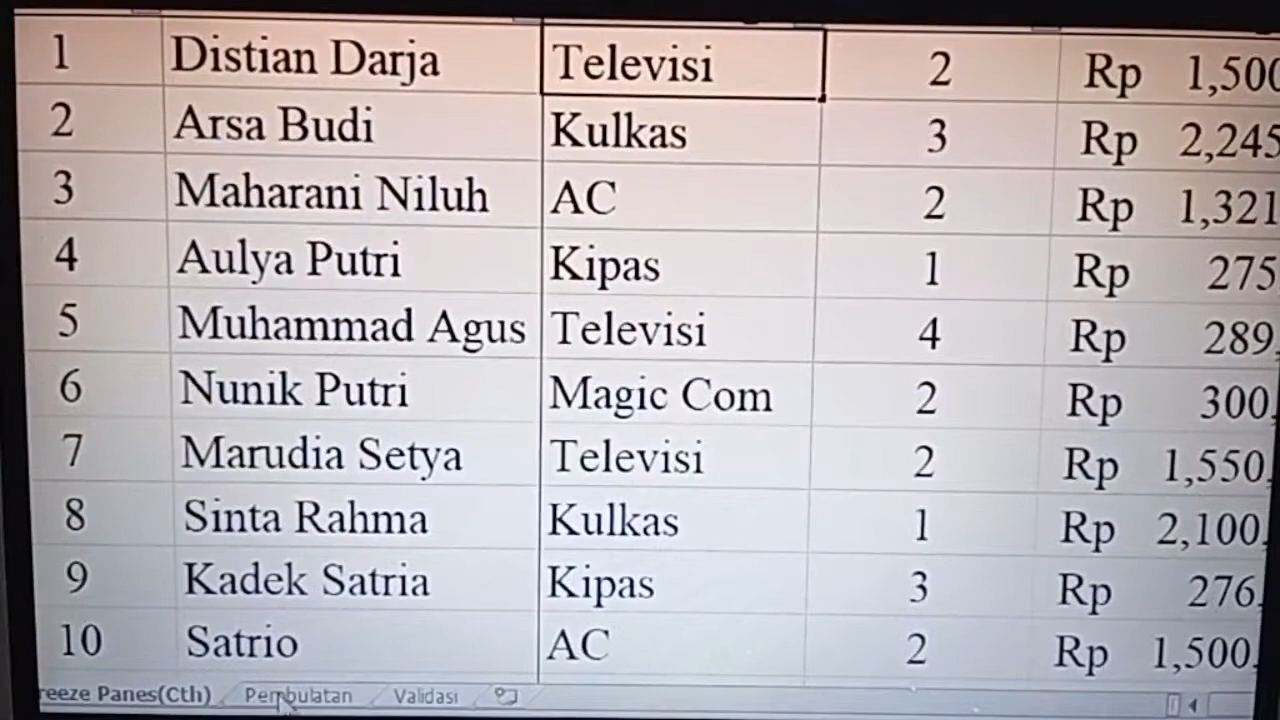 1 Distian Darja Televisi 2 Rp 1,500
2 Arsa Budi Kulkas 3 Rp 2,245
3 Maharani Niluh AC 2 Rp 1,321
4 Aulya Putri Kipas 1 Rp 275
5 Muhammad Agus Televisi 4 Rp 289,
6 Nunik Putri Magic Com 2 Rp 300,
7 Marudia Setya Televisi 2 Rp 1,550,
8 Sinta Rahma Kulkas 1 Rp 2,100,
9 Kadek Satria Kipas 3 Rp 276,
10 Satrio AC 2 Rp 1,500,
reeze Panes(Cth) Pembulatan Validasi